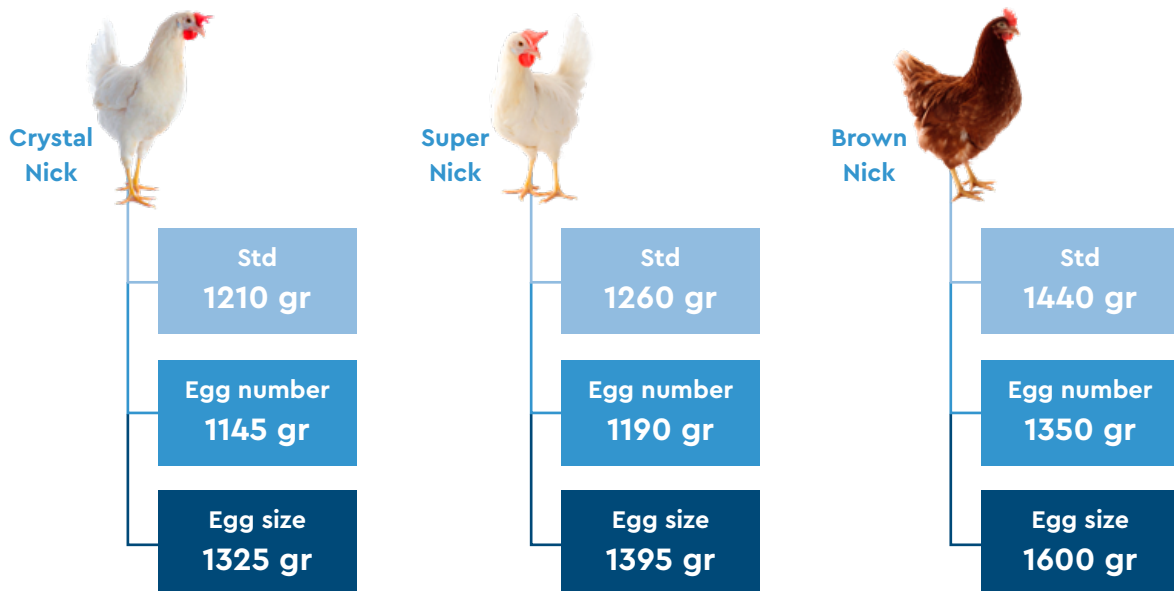 Crystal
Nick
Std
1210 gr
Egg number
1145 gr
Egg size
1325 gr
Super
Nick
Std
1260 gr
Egg number
1190 gr
Egg size
1395 gr
Brown
Nick
Std
1440 gr
Egg number
1350 gr
Egg size
1600 gr